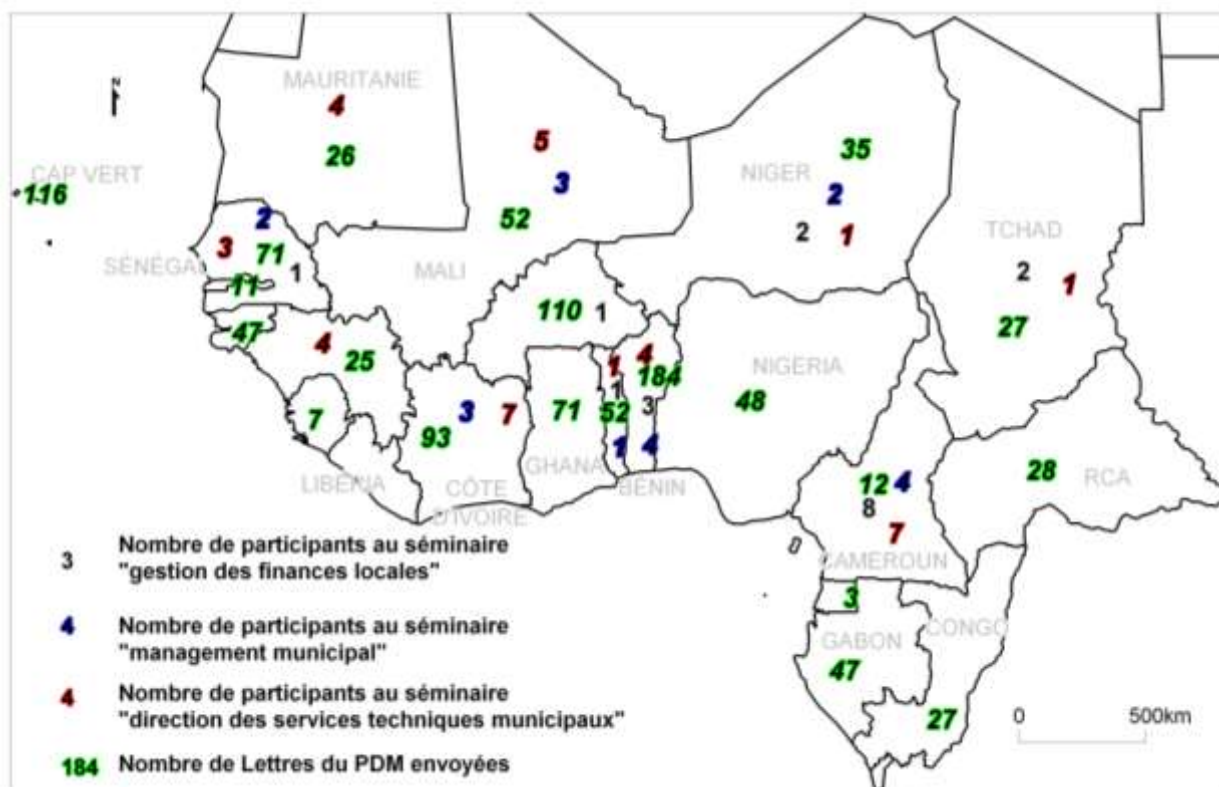 N
MAURITANIE
4
26
CAP VERT
116
5
3
52
MALI
35
NIGER
2
2
1
TCHAD
2
1
27
2
3
71
SÉNÉGAL
1
11
47
4
25
7
LIBÉRIA
110
1
3
7
93
CÔTE
D'IVOIRE
71
GHANA
1
1
52
1
4
184
3
4
BÉNIN
NIGÉRIA
48
12
4
8
7
CAMEROUN
28
RCA
3
GABON
47
CONGO
27
3 Nombre de participants au séminaire
"gestion des finances locales"
4 Nombre de participants au séminaire
"management municipal"
4 Nombre de participants au séminaire
"direction des services techniques municipaux"
184 Nombre de Lettres du PDM envoyées
0 500km